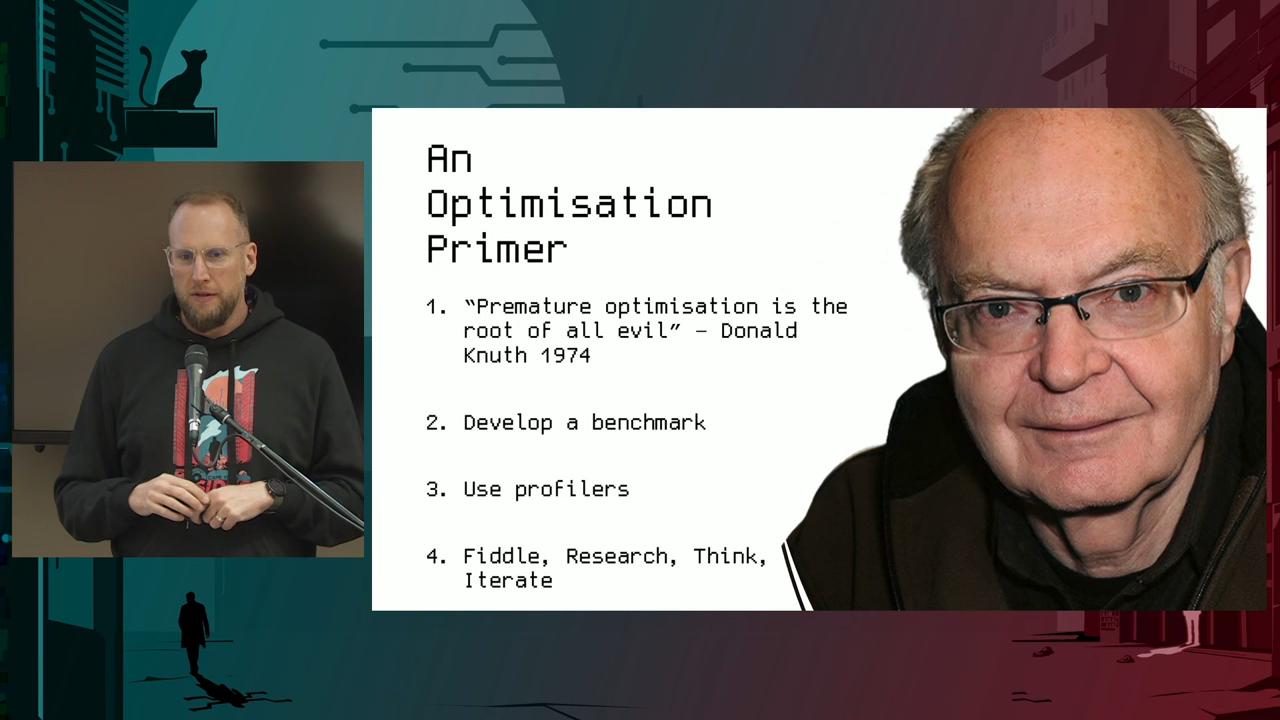 An
Optimisation
Primer
1. “Premature optimisation is the
root of all evil” – Donald
Knuth 1974
2. Develop a benchmark
3. Use profilers
4. Fiddle, Research, Think,
Iterate